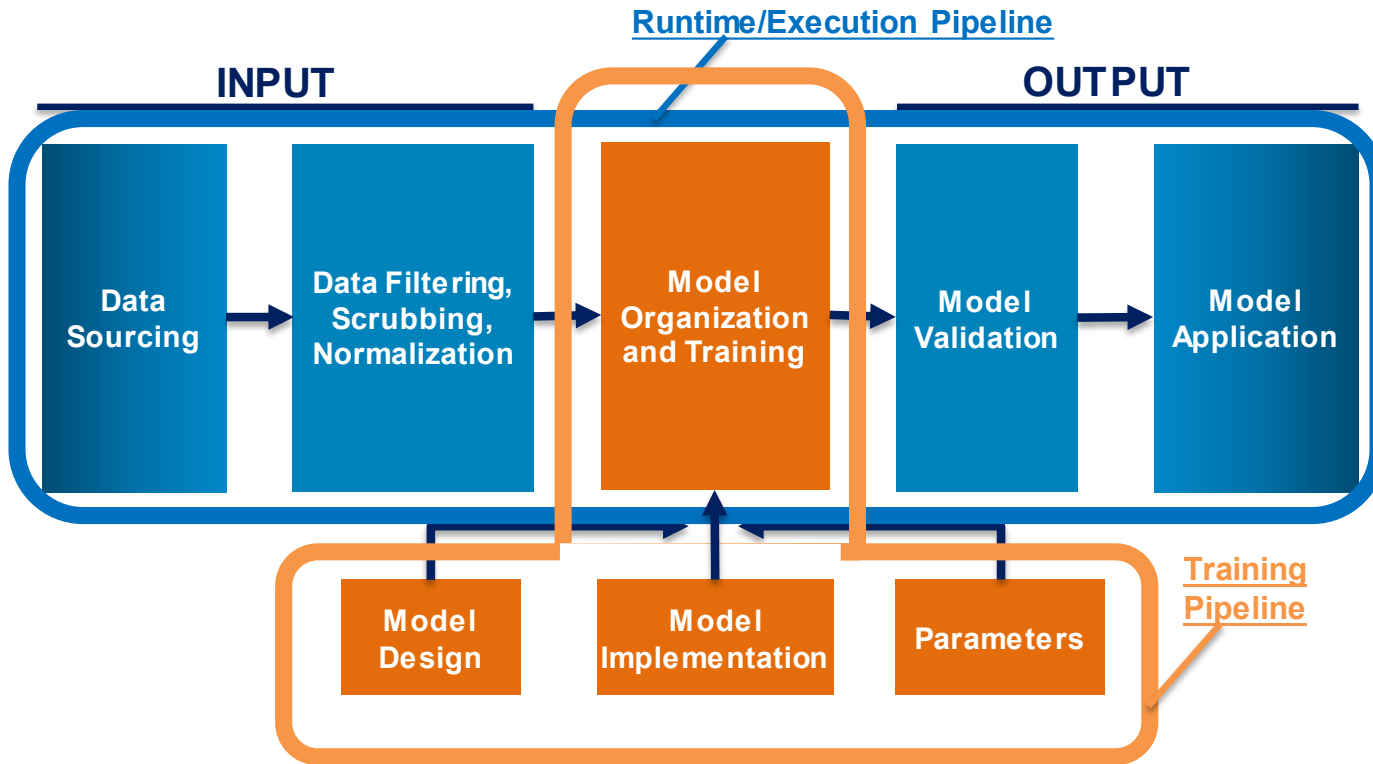 Runtime/Execution Pipeline
INPUT
OUTPUT
Data
Sourcing
Data Filtering,
Scrubbing,
Normalization
Model
Organization
and Training
Model
Validation
Model
Application
Model
Design
Model
Implementation
Parameters
Training
Pipeline